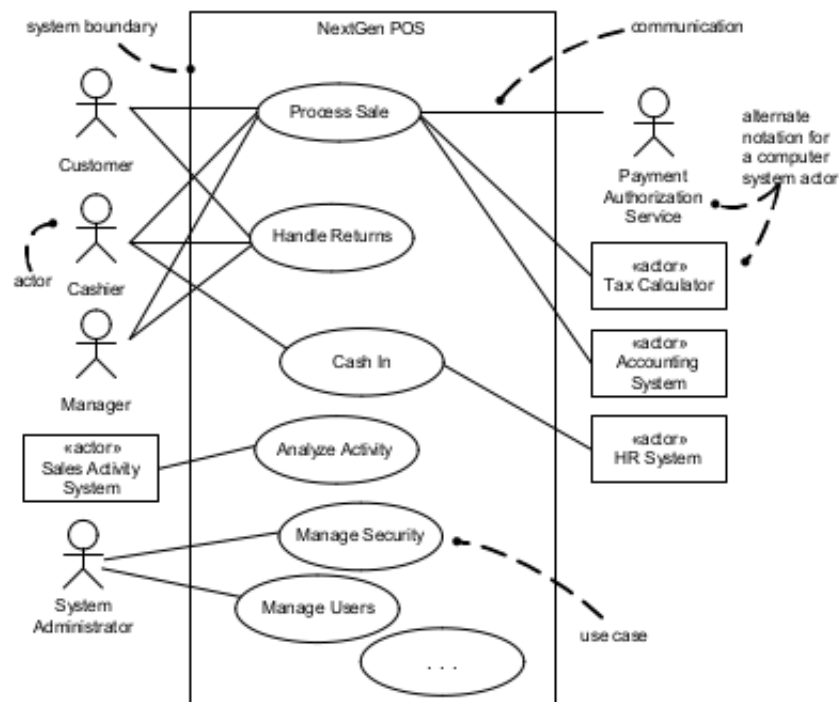 system boundary
NextGen POS
communication
Process Sale
alternate
notation for
a computer
system actor
Customer
Payment
Authorization
Service
Handle Returns
actor
Cashier
«actor»
Tax Calculator
Cash In
«actor»
Accounting
System
Manager
«actor»
Sales Activity
System
Analyze Activity
«actor»
HR System
Manage Security
System
Administrator
Manage Users
use case
. . .